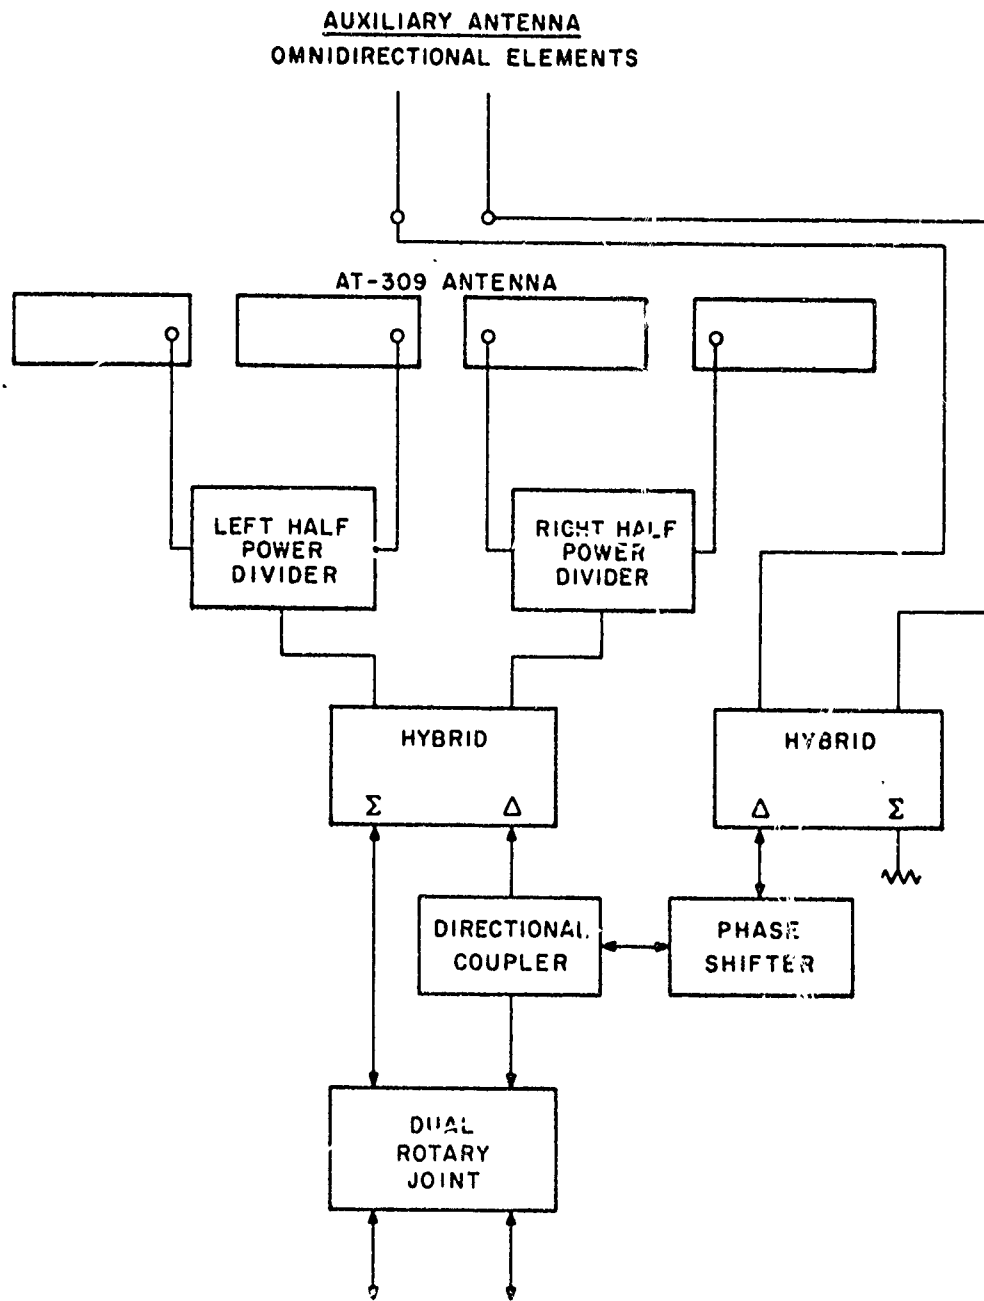 AUXILIARY ANTENNA
OMNIDIRECTIONAL ELEMENTS
AT-309 ANTENNA
LEFT HALF
POWER
DIVIDER
RIGHT HALF
POWER
DIVIDER
HYBRID
Σ Δ
HYBRID
Δ Σ
DIRECTIONAL
COUPLER
PHASE
SHIFTER
DUAL
ROTARY
JOINT